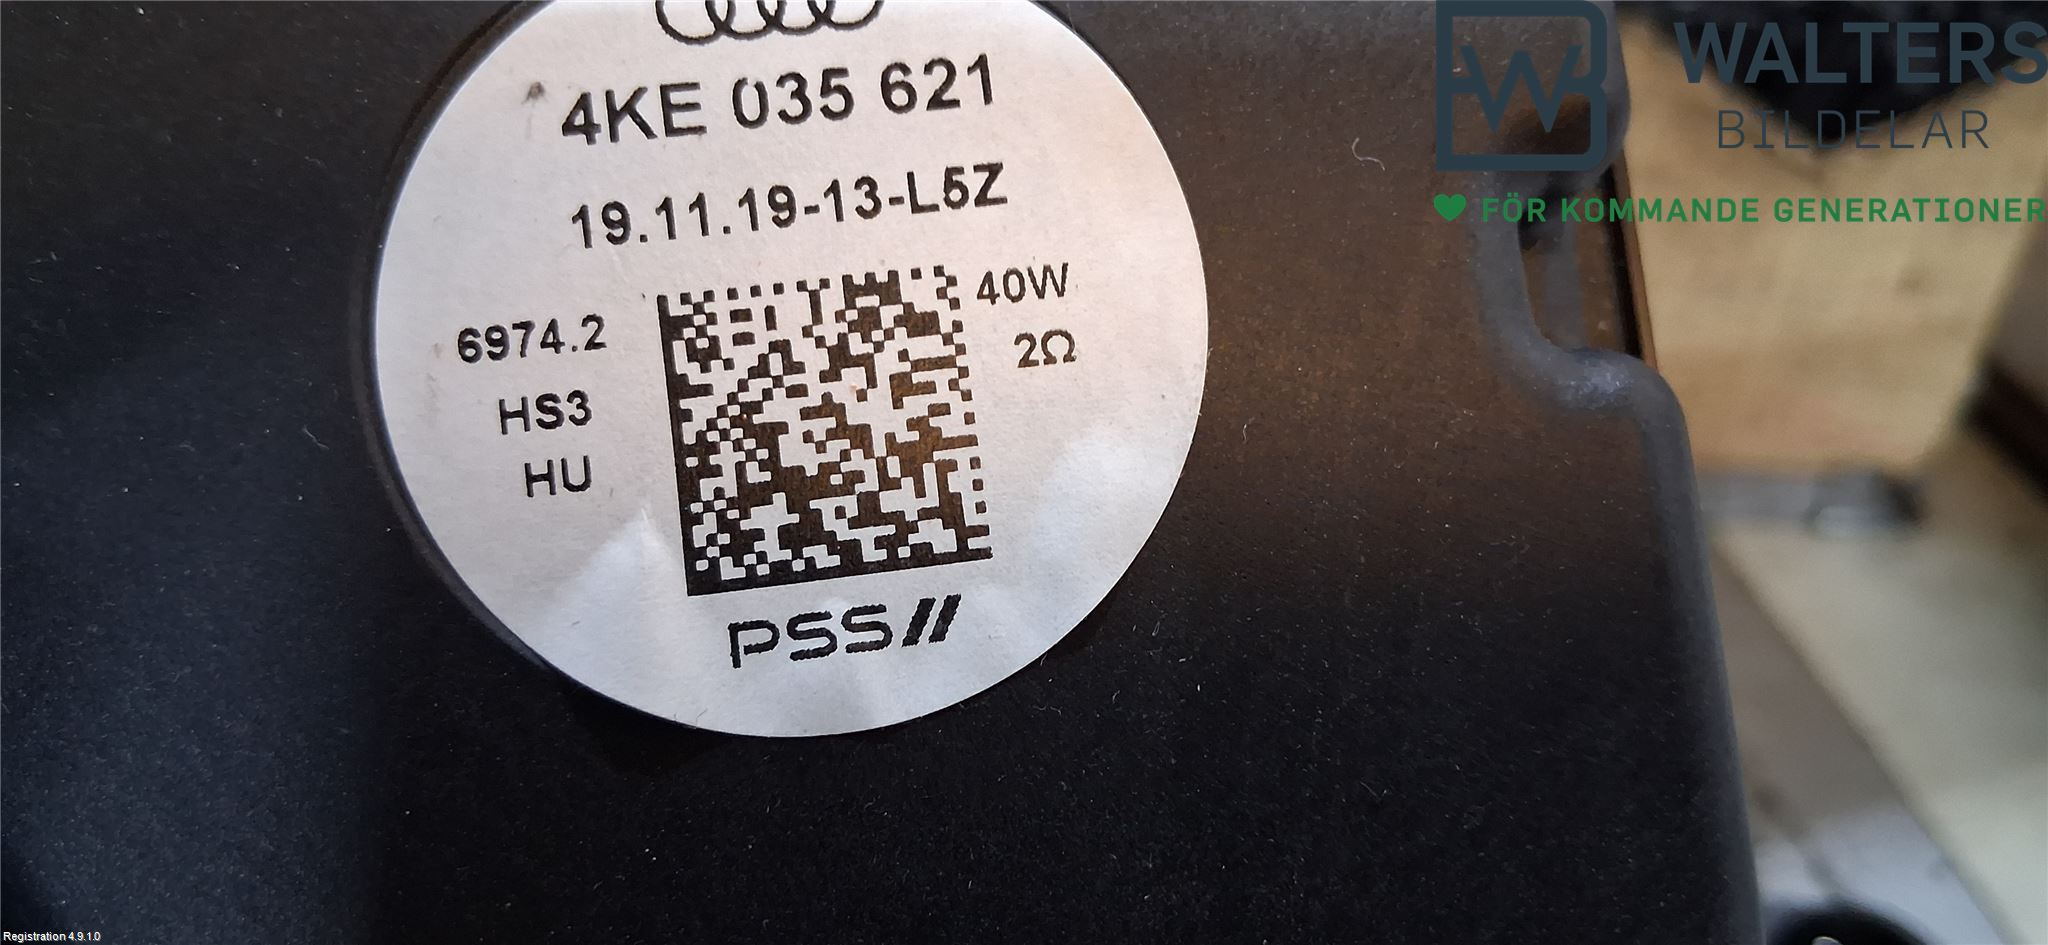 4KE 035 621
19.11.19-13-L5Z
6974.2
HS3
HU
40W
2Ω
PSS//
W
WALTERS
BILDELAR
FÖR KOMMANDE GENERATIONER
Registration 4.9.1.0